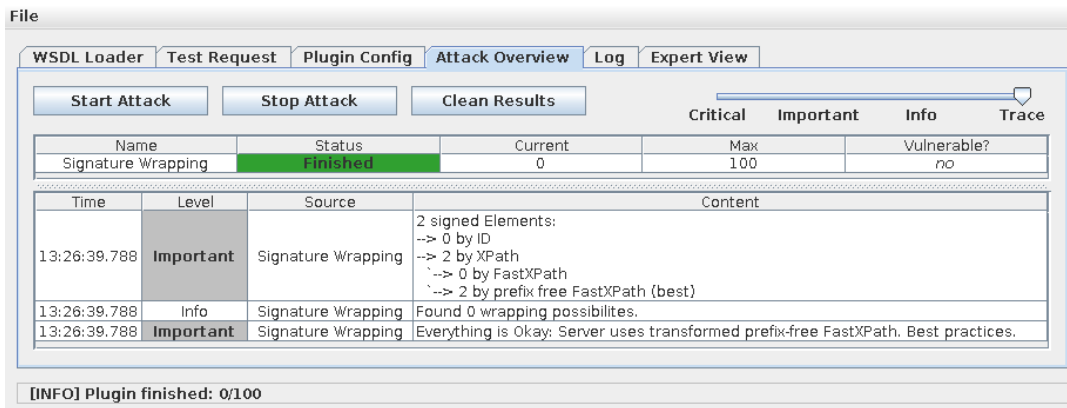 File
WSDL Loader Test Request Plugin Config Attack Overview Log Expert View
Start Attack Stop Attack Clean Results
Critical Important Info Trace
Name Status Current Max Vulnerable?
Signature Wrapping Finished 0 100 no
Time Level Source Content
2 signed Elements:
--> 0 by ID
13:26:39.788 Important Signature Wrapping --> 2 by XPath
`--> 0 by FastXPath
`--> 2 by prefix free FastXPath (best)
13:26:39.788 Info Signature Wrapping Found 0 wrapping possibilites.
13:26:39.788 Important Signature Wrapping Everything is Okay: Server uses transformed prefix-free FastXPath. Best practices.
[INFO] Plugin finished: 0/100